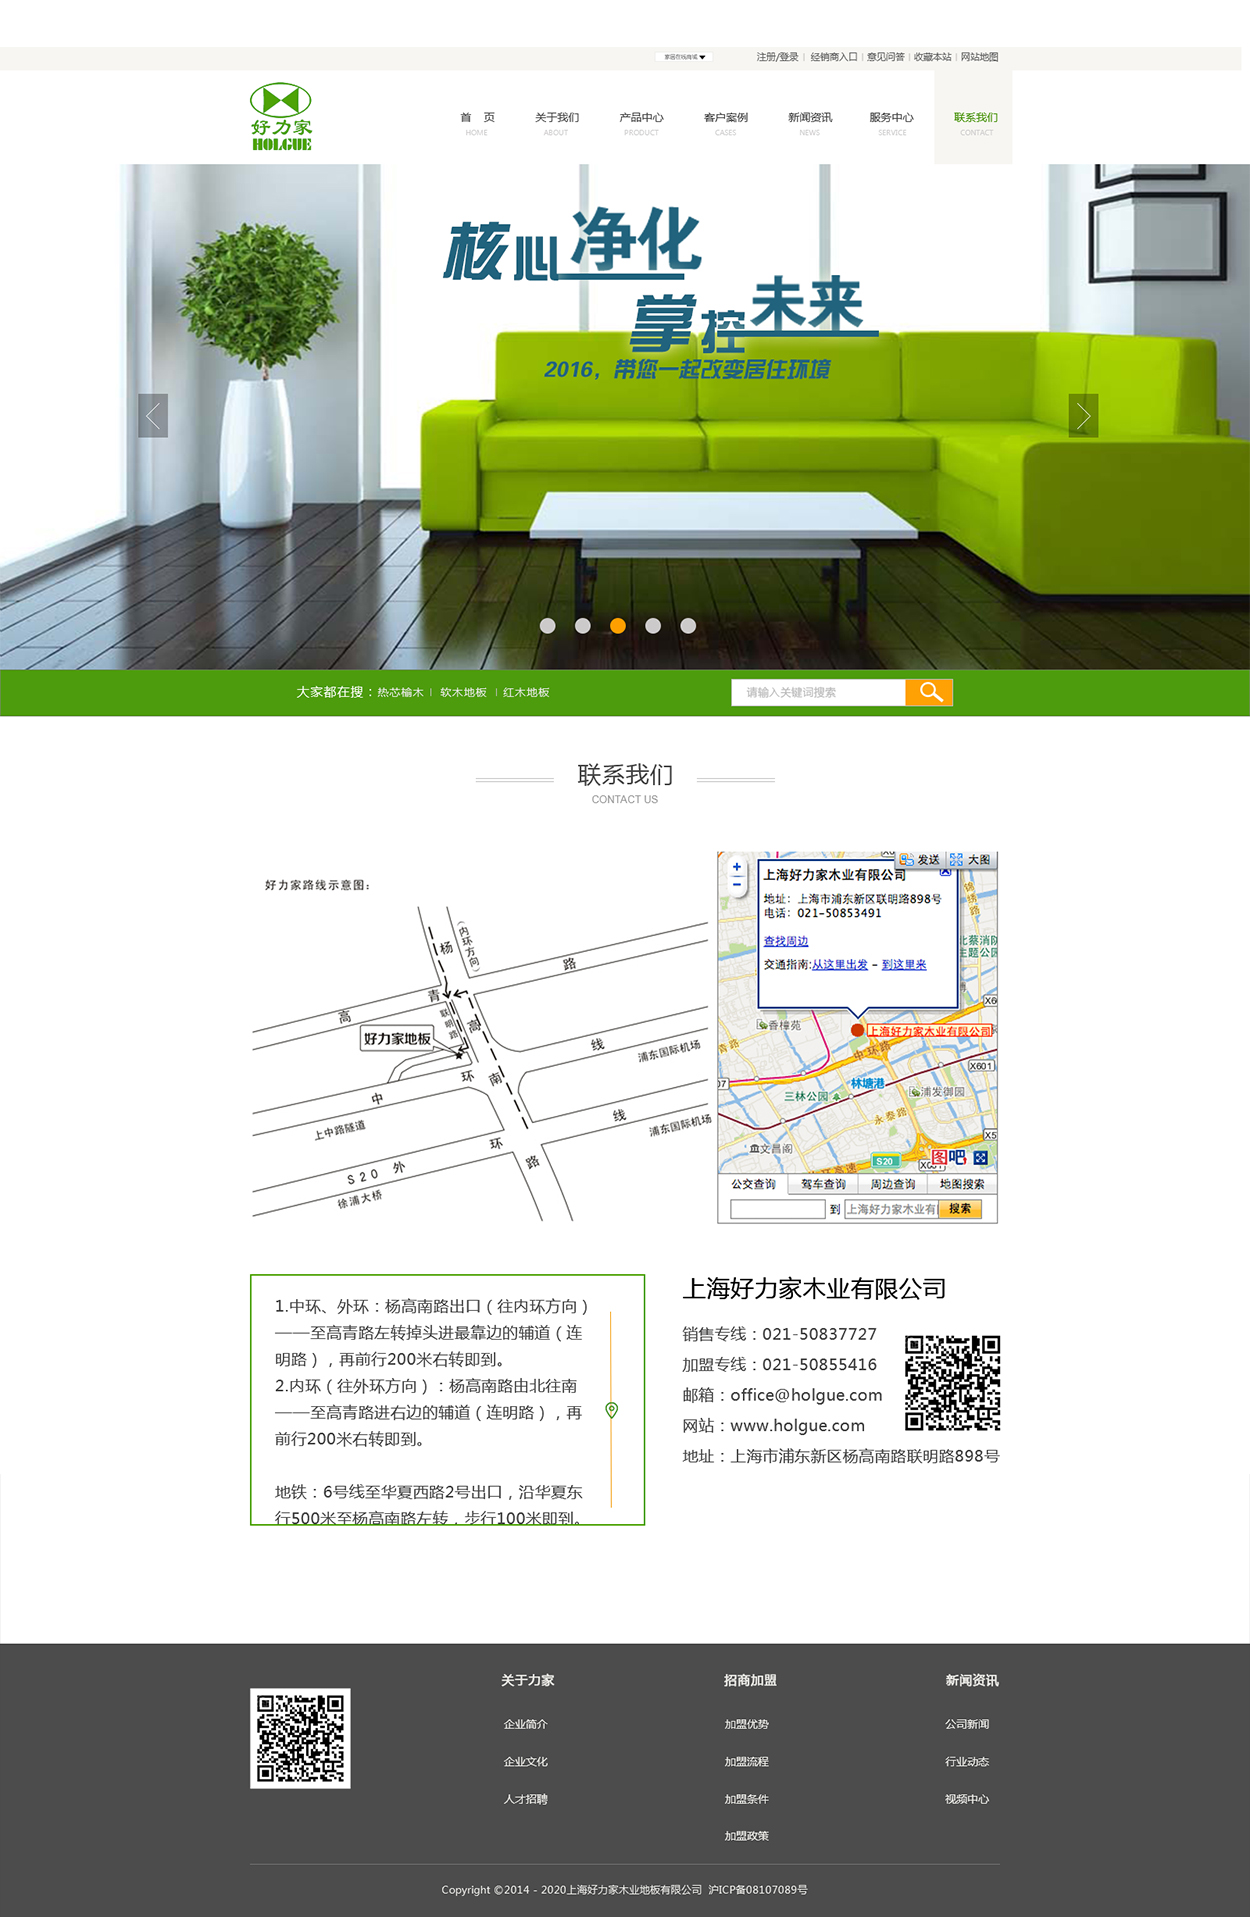 家居在线商城
注册/登录 | 经销商入口 | 意见问答 | 收藏本站 | 网站地图
好力家
HOLGUE
首 页 关于我们 产品中心 客户案例 新闻资讯 服务中心 联系我们
HOME ABOUT PRODUCT CASES NEWS SERVICE CONTACT
核心净化
掌控未来
2016，带您一起改变居住环境
大家都在搜：热芯榆木 | 软木地板 | 红木地板
请输入关键词搜索
联系我们
CONTACT US
好力家路线示意图：
杨
(内环方向)
路
青
高
联明路
高
好力家地板
线
浦东国际机场
环
南
中
上中路隧道
线
浦东国际机场
环
路
S20 外
徐浦大桥
发送 大图
上海好力家木业有限公司
地址：上海市浦东新区联明路898号
电话：021-50853491
查找周边
交通指南:从这里出发 - 到这里来
锦绣路
北蔡消防
主题公园
X60
香樟苑
上海好力家木业有限公司
青路
中环路
X601
07
林塘港
三林公园
浦发御园
永泰路
X5
文昌阁
S20
图吧
环高速
公交查询 驾车查询 周边查询 地图搜索
到 上海好力家木业有 搜索
1.中环、外环：杨高南路出口（往内环方向）
——至高青路左转掉头进最靠边的辅道（连
明路），再前行200米右转即到。
2.内环（往外环方向）：杨高南路由北往南
——至高青路进右边的辅道（连明路），再
前行200米右转即到。
地铁：6号线至华夏西路2号出口，沿华夏东
行500米至杨高南路左转，步行100米即到。
上海好力家木业有限公司
销售专线：021-50837727
加盟专线：021-50855416
邮箱：office@holgue.com
网站：www.holgue.com
地址：上海市浦东新区杨高南路联明路898号
关于力家 招商加盟 新闻资讯
企业简介 加盟优势 公司新闻
企业文化 加盟流程 行业动态
人才招聘 加盟条件 视频中心
加盟政策
Copyright ©2014 - 2020上海好力家木业地板有限公司 沪ICP备08107089号